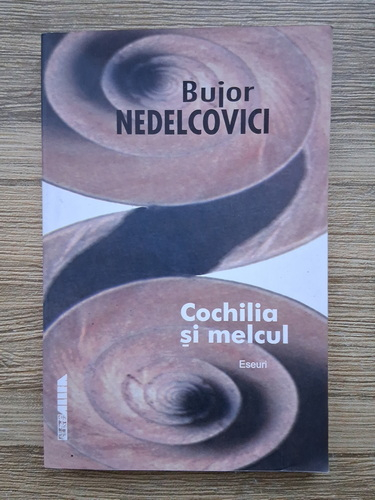 Bujor
NEDELCOVICI
Cochilia
și melcul
Eseuri